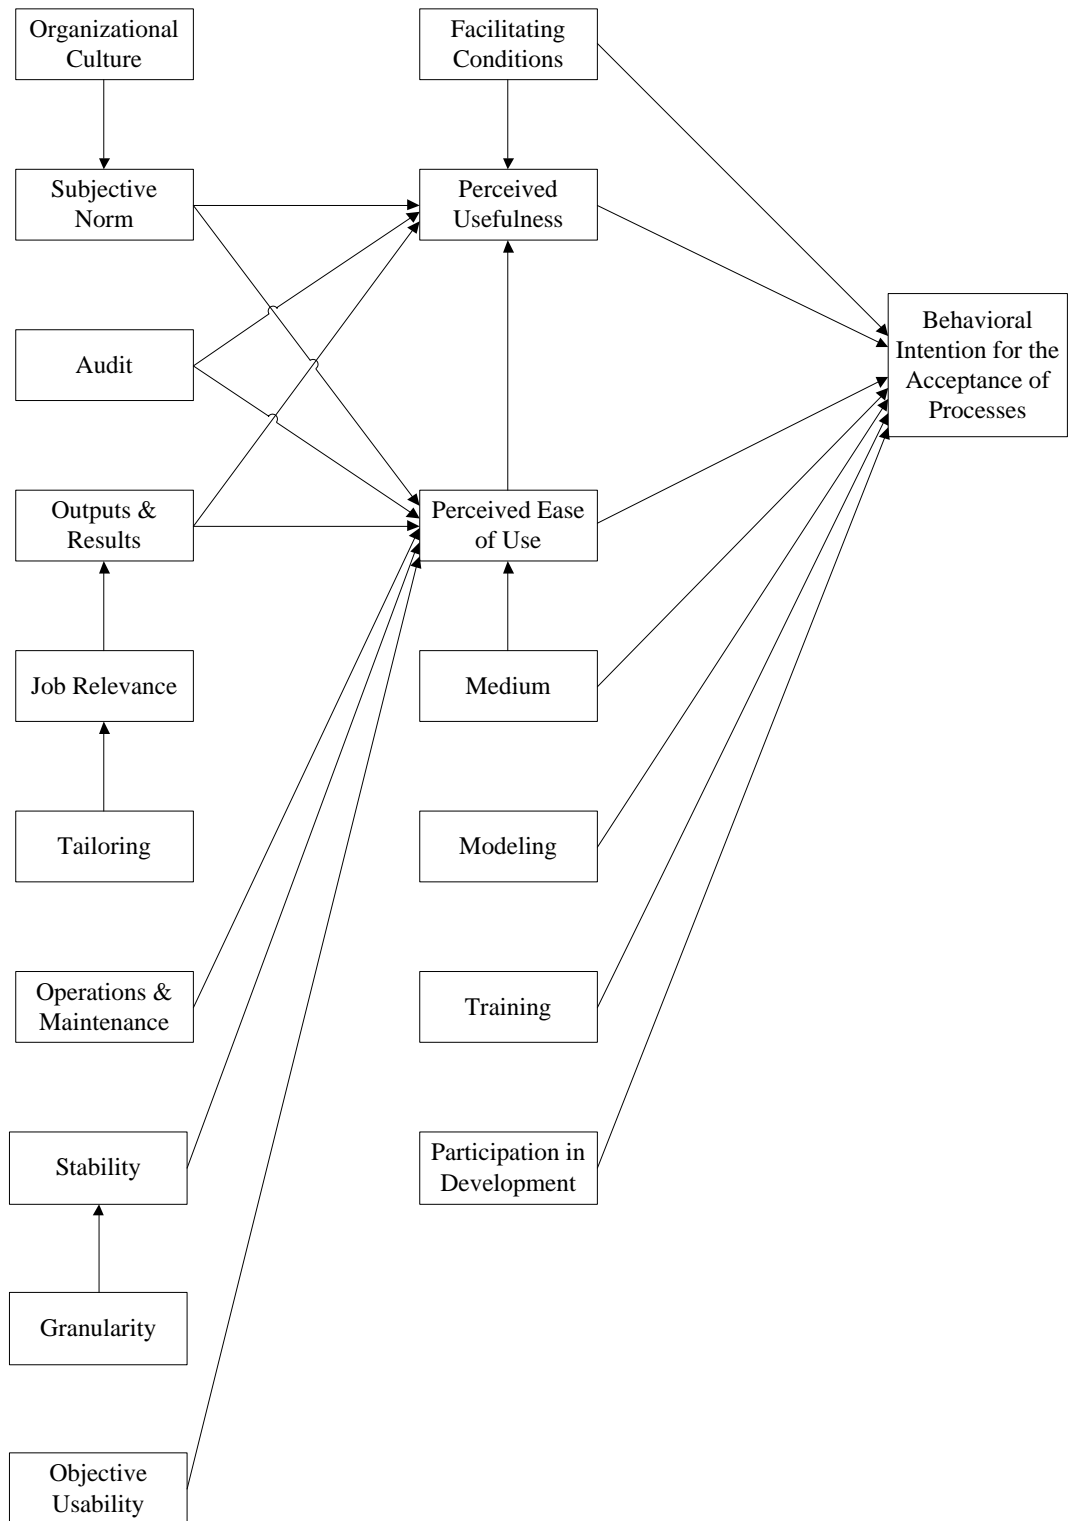 Organizational
Culture
Facilitating
Conditions
Subjective
Norm
Perceived
Usefulness
Audit
Behavioral
Intention for the
Acceptance of
Processes
Outputs &
Results
Perceived Ease
of Use
Job Relevance
Medium
Tailoring
Modeling
Operations &
Maintenance
Training
Stability
Participation in
Development
Granularity
Objective
Usability